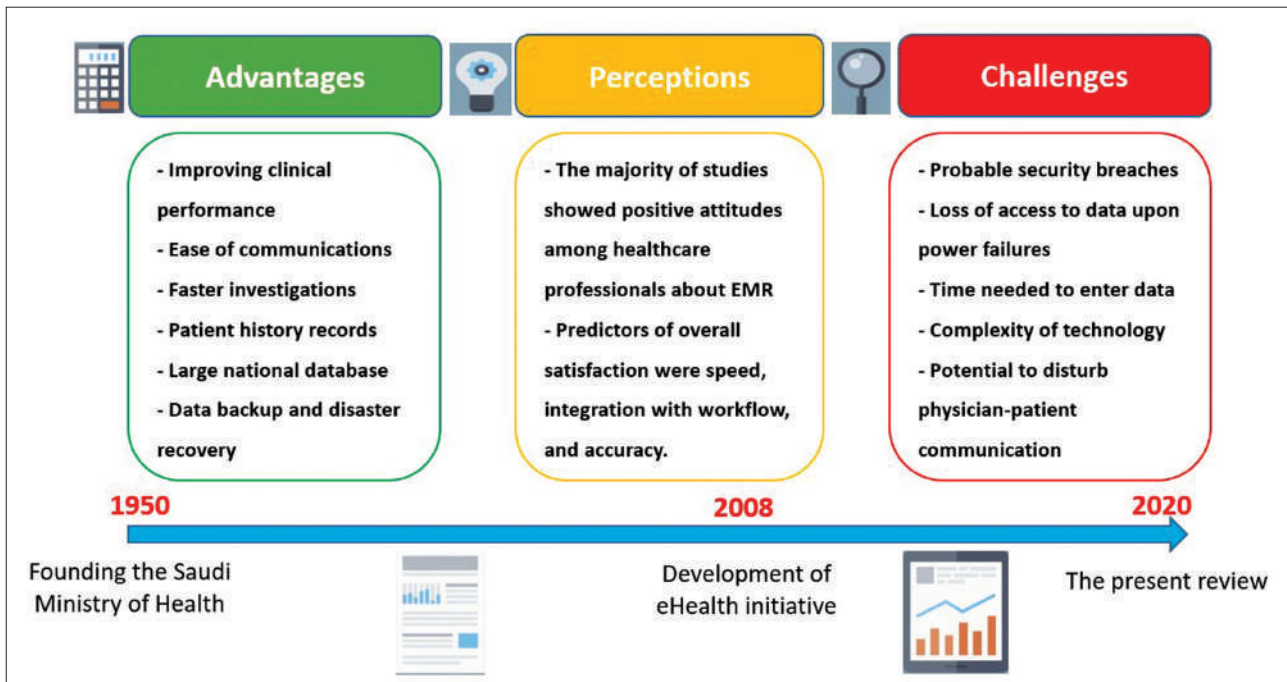 Advantages
- Improving clinical
performance
- Ease of communications
- Faster investigations
- Patient history records
- Large national database
- Data backup and disaster
recovery
Perceptions
- The majority of studies
showed positive attitudes
among healthcare
professionals about EMR
- Predictors of overall
satisfaction were speed,
integration with workflow,
and accuracy.
Challenges
- Probable security breaches
- Loss of access to data upon
power failures
- Time needed to enter data
- Complexity of technology
- Potential to disturb
physician-patient
communication
1950
2008
2020
Founding the Saudi
Ministry of Health
Development of
eHealth initiative
The present review